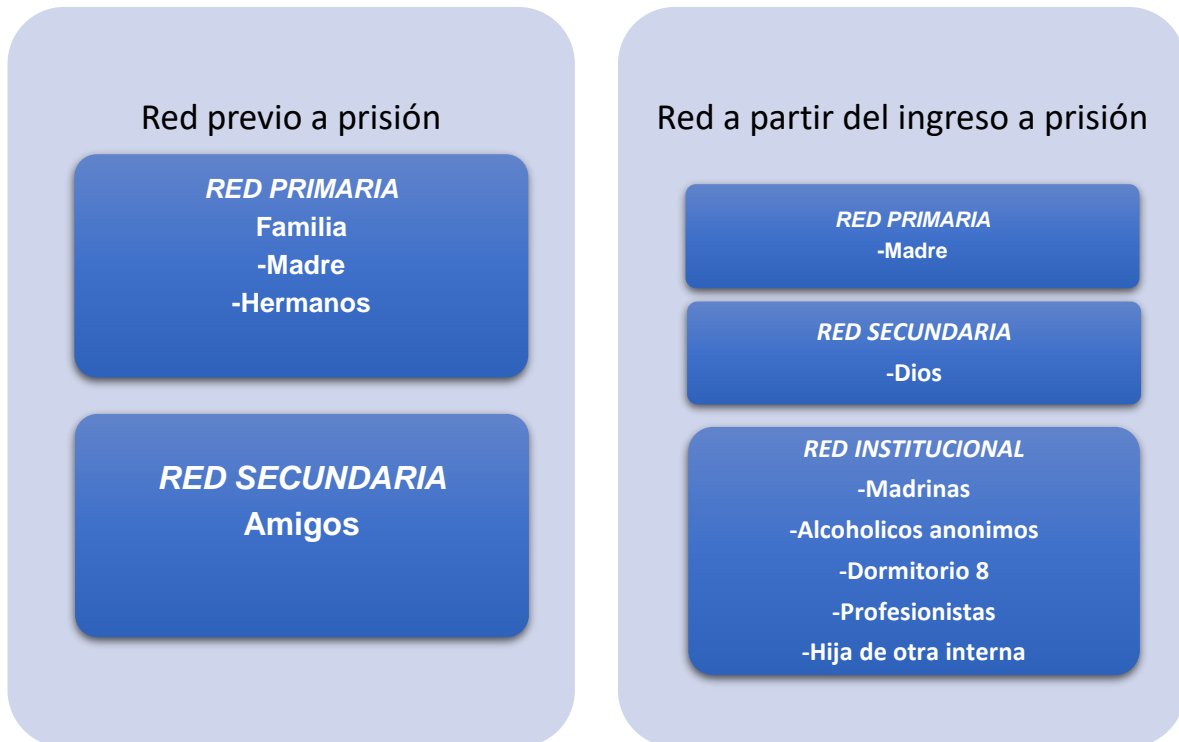 Red previo a prisión
RED PRIMARIA
Familia
-Madre
-Hermanos
RED SECUNDARIA
Amigos
Red a partir del ingreso a prisión
RED PRIMARIA
-Madre
RED SECUNDARIA
-Dios
RED INSTITUCIONAL
-Madrinas
-Alcoholicos anonimos
-Dormitorio 8
-Profesionistas
-Hija de otra interna